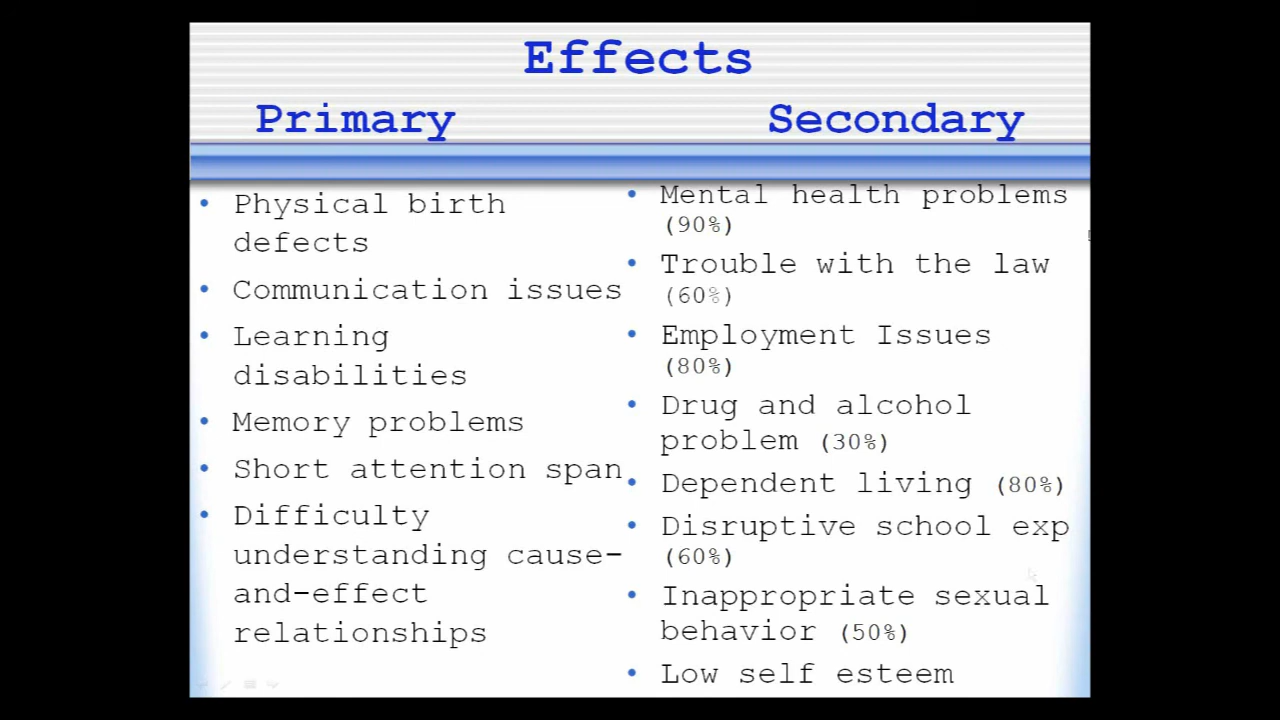 Effects
Primary
Secondary
Physical birth
defects
Communication issues
Learning
disabilities
Memory problems
Short attention span
Difficulty
understanding cause-
and-effect
relationships
Mental health problems
(90%)
Trouble with the law
(60%)
Employment Issues
(80%)
Drug and alcohol
problem (30%)
Dependent living (80%)
Disruptive school exp
(60%)
Inappropriate sexual
behavior (50%)
Low self esteem